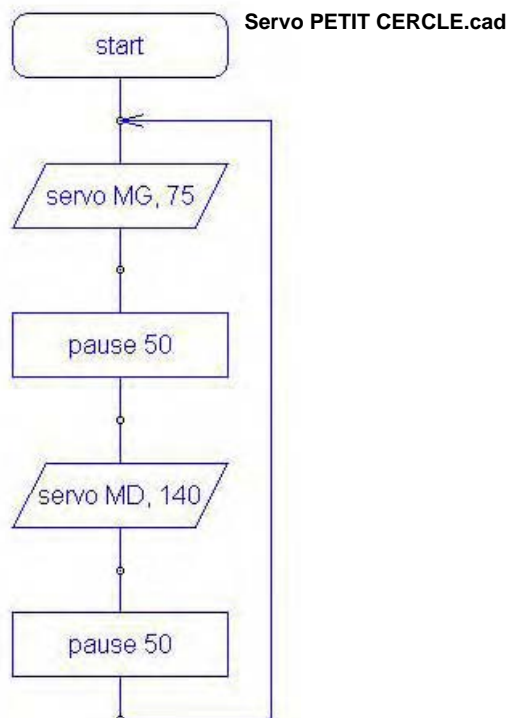 Servo PETIT CERCLE.cad
start
servo MG, 75
pause 50
servo MD, 140
pause 50